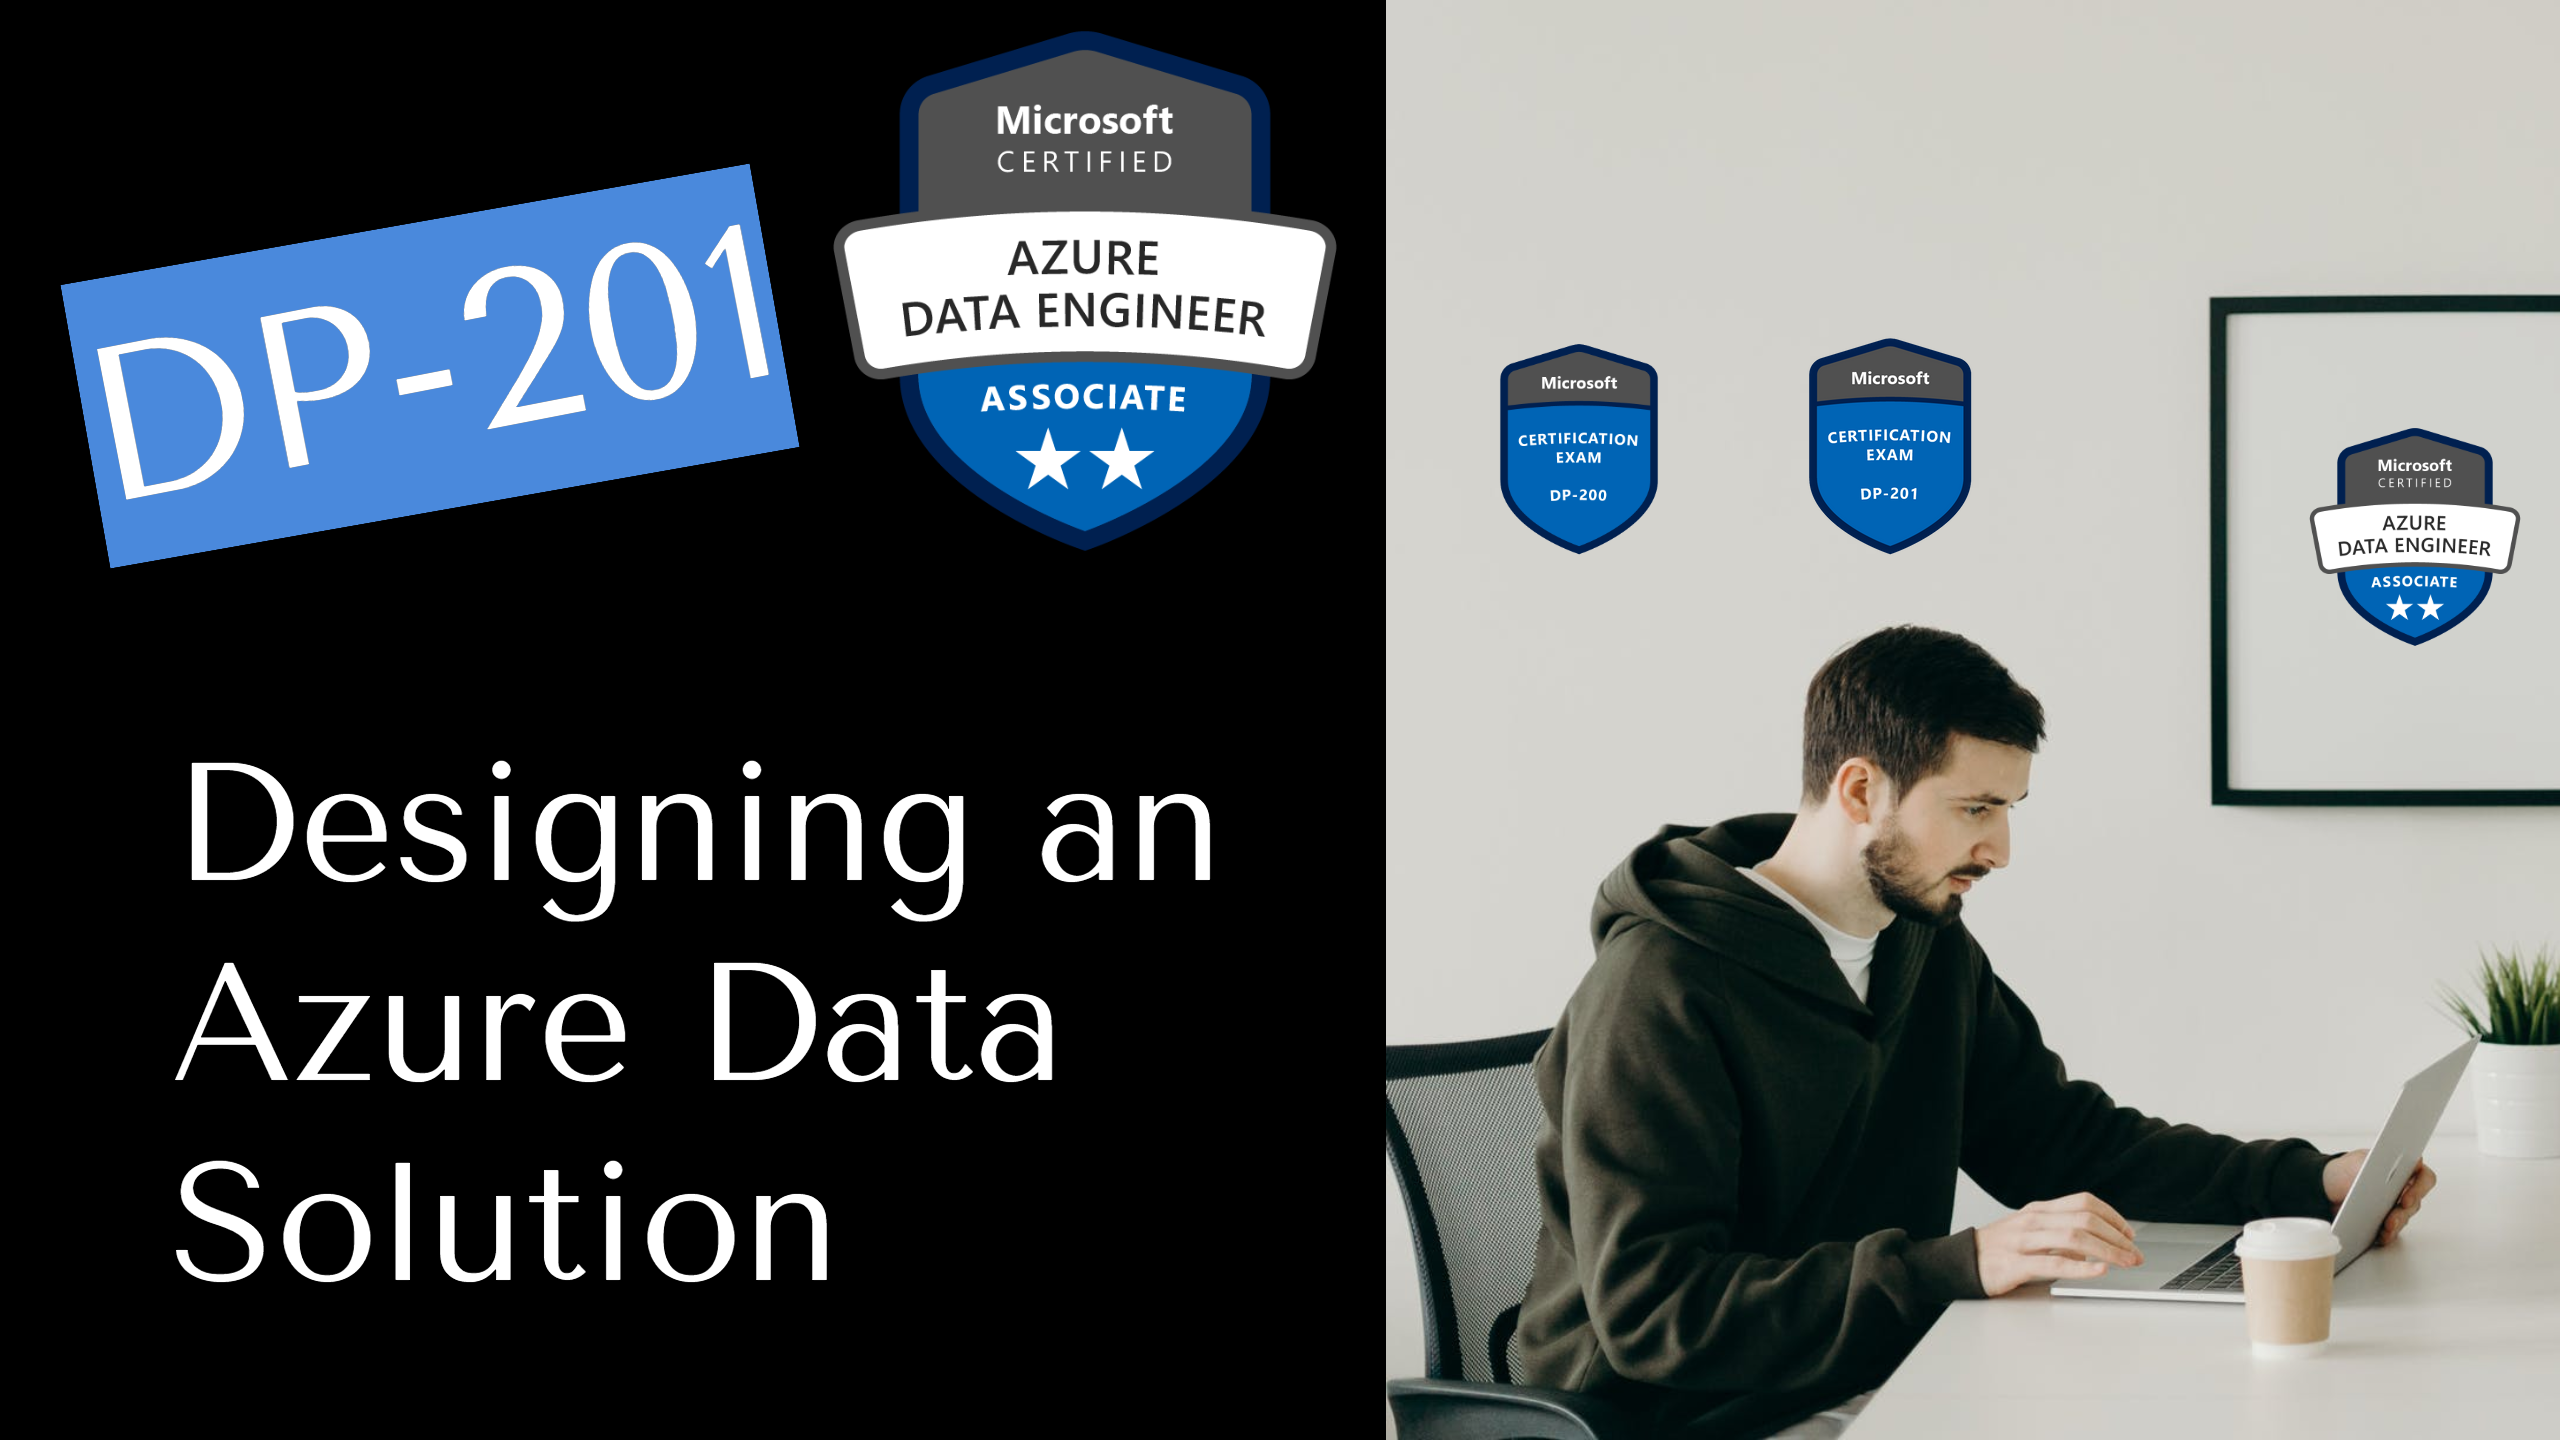 DP-201
Microsoft
CERTIFIED
AZURE
DATA ENGINEER
ASSOCIATE
Designing an
Azure Data
Solution
Microsoft
CERTIFICATION
EXAM
DP-200
Microsoft
CERTIFICATION
EXAM
DP-201
Microsoft
CERTIFIED
AZURE
DATA ENGINEER
ASSOCIATE